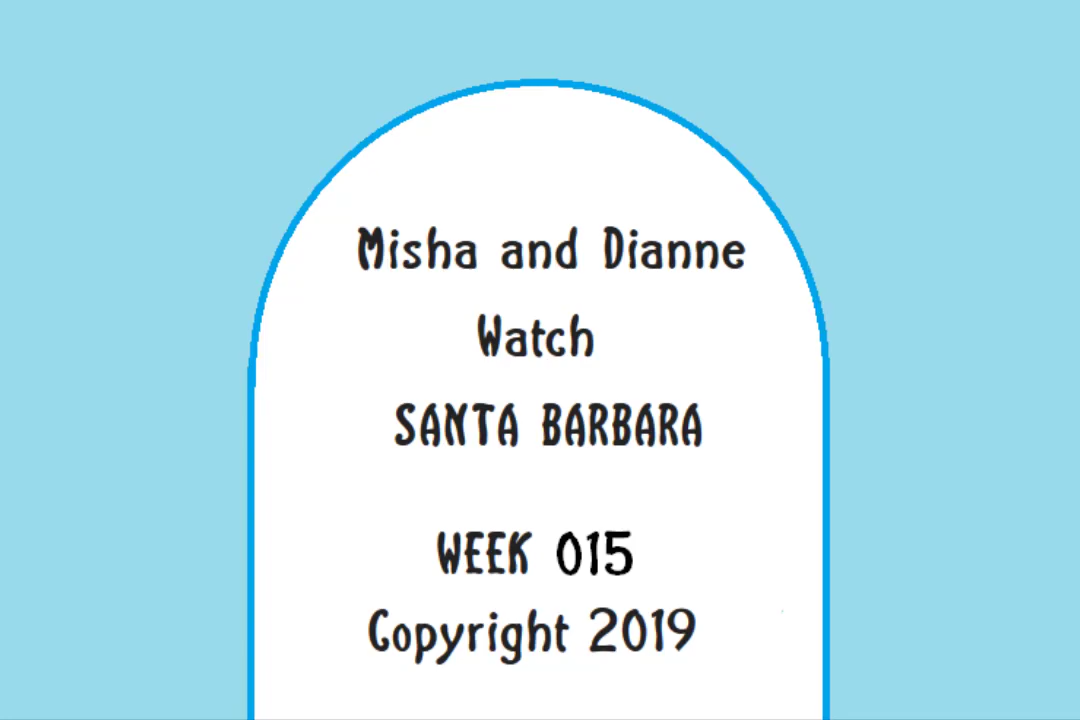 Misha and Dianne
Watch
SANTA BARBARA
WEEK 015
Copyright 2019